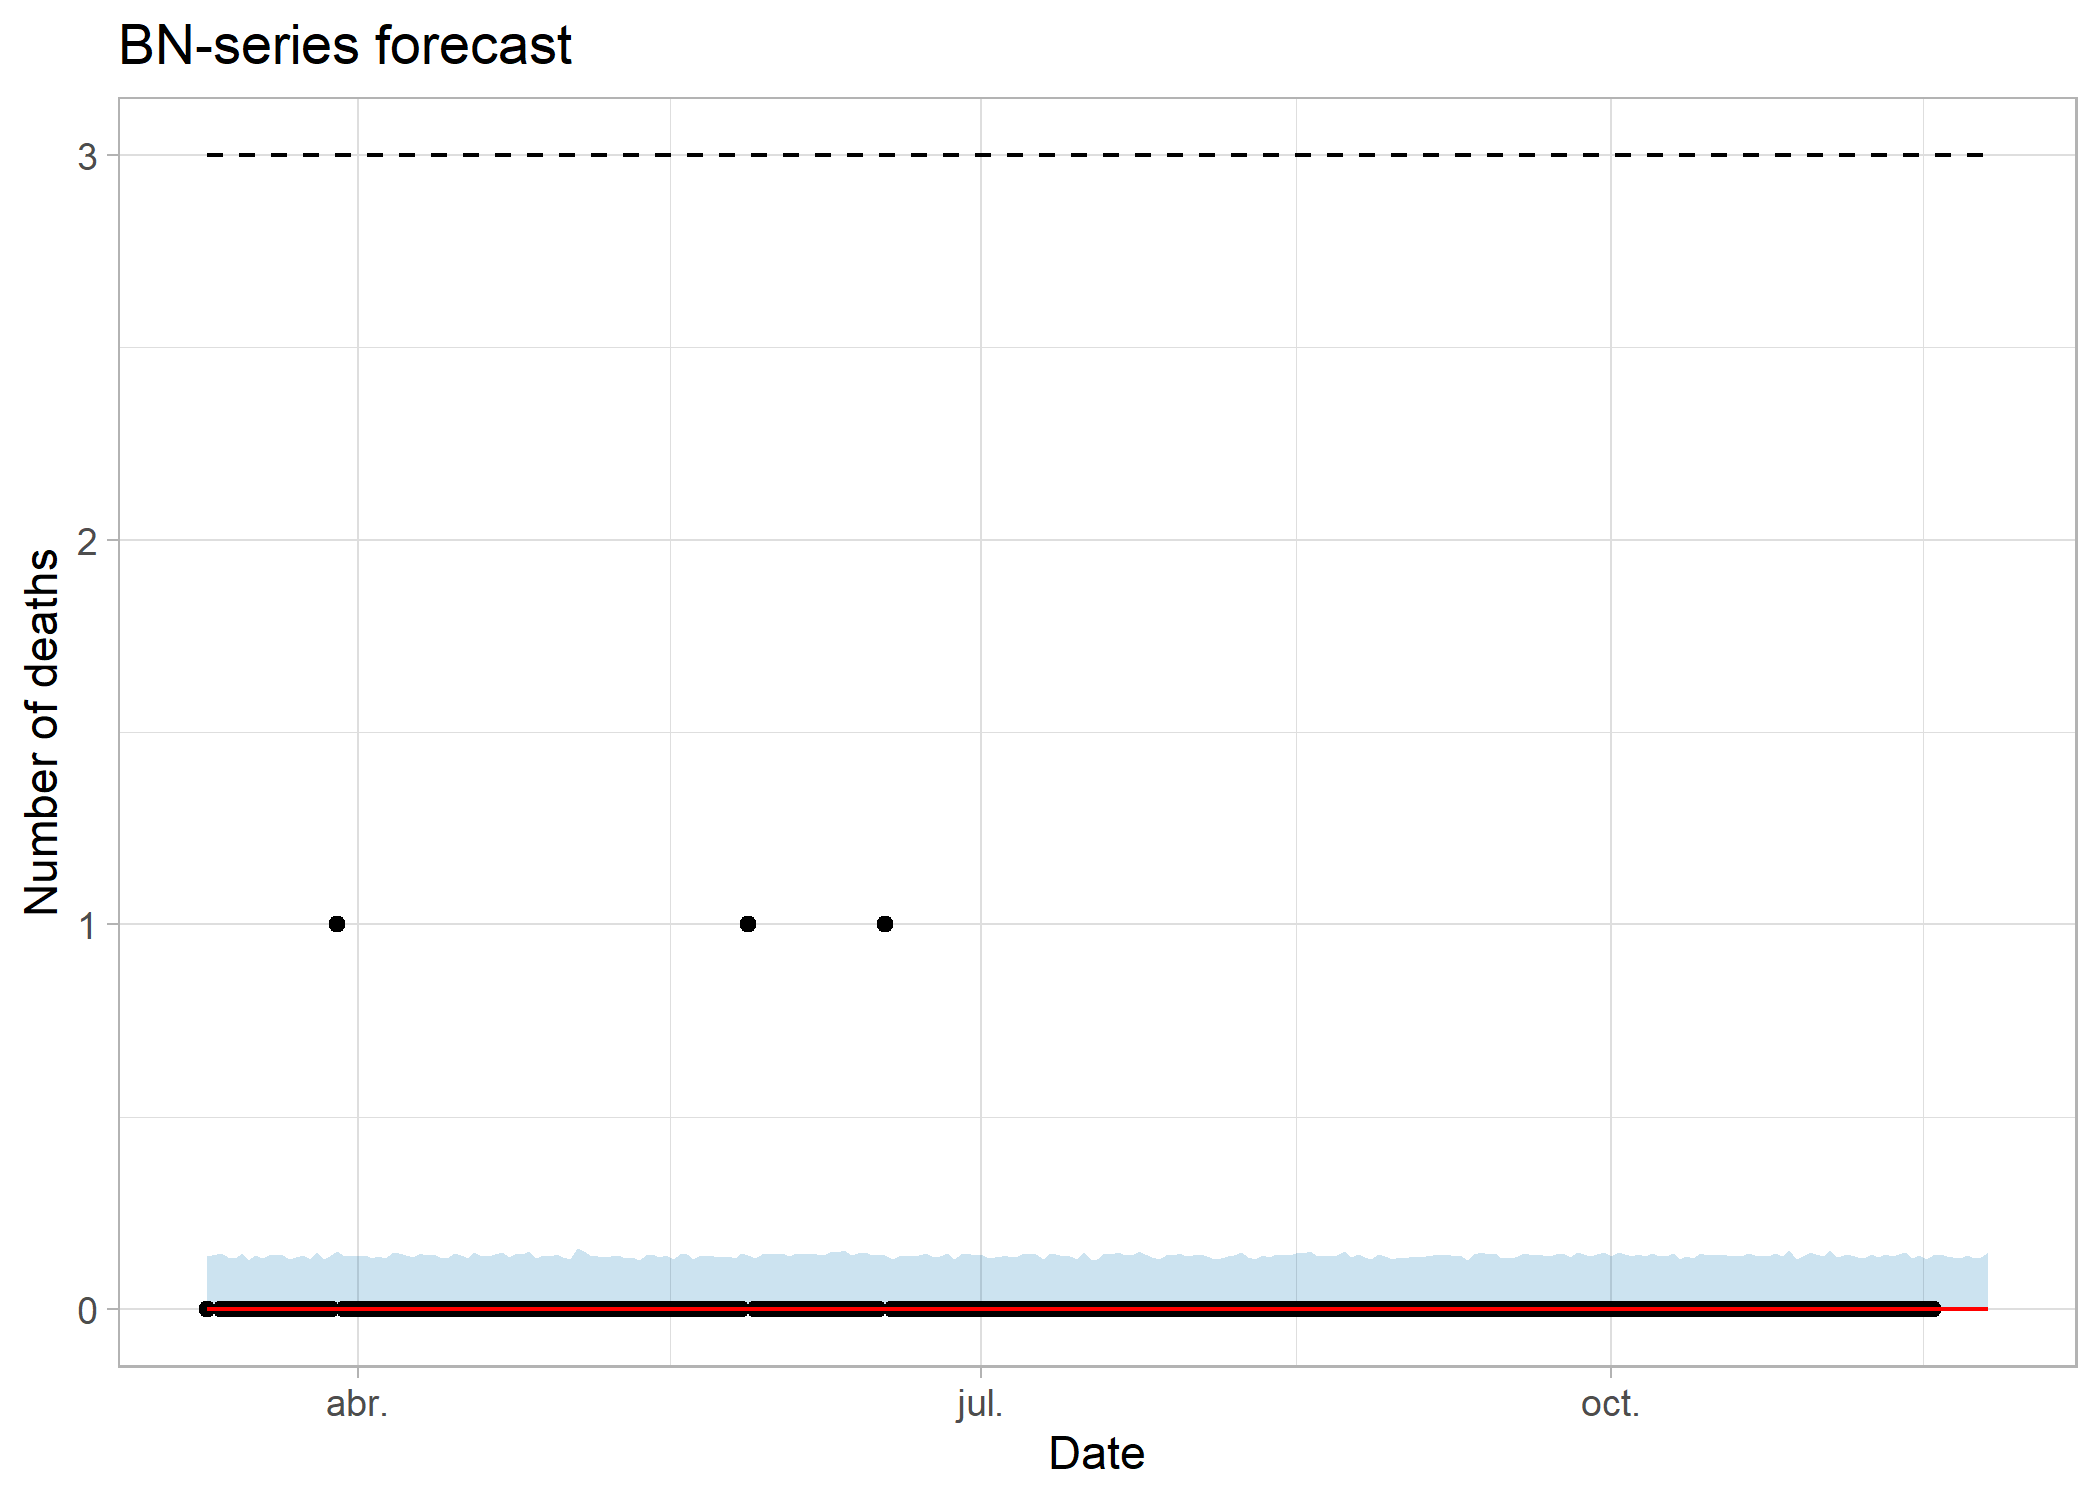 BN-series forecast
Number of deaths
3
2
1
0
abr.
jul.
oct.
Date